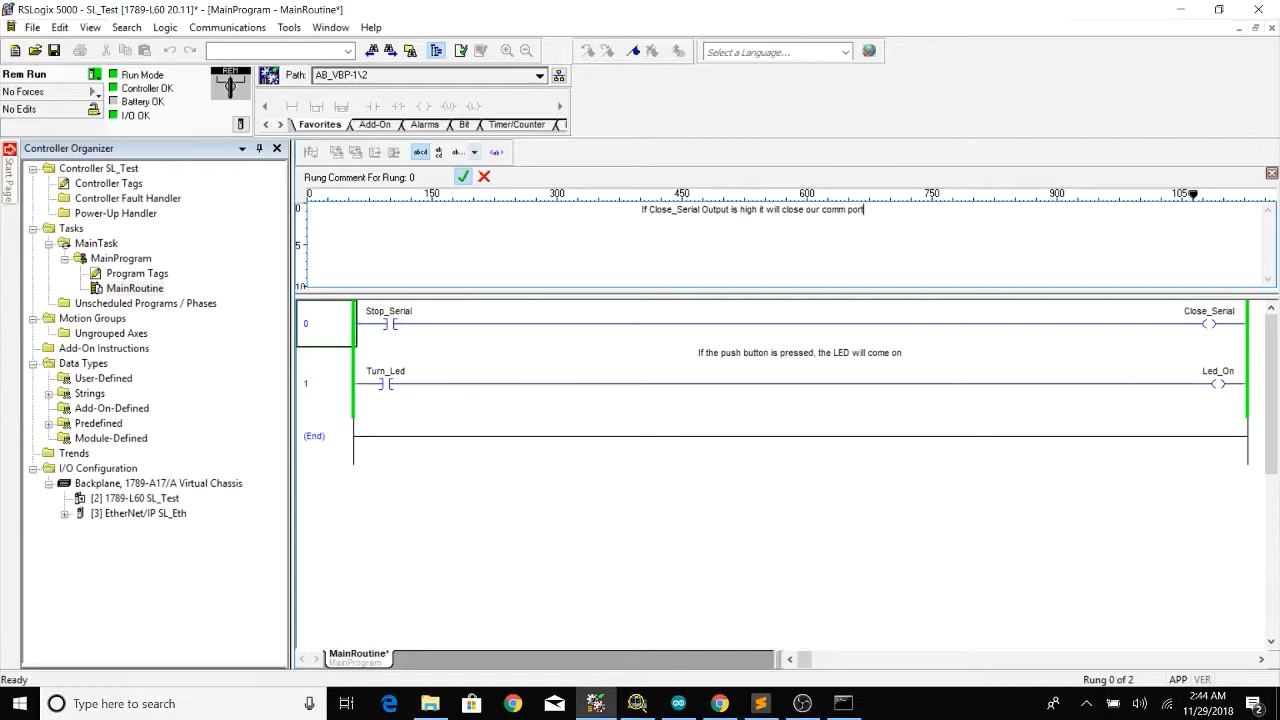 RSLogix 5000 - SL_Test [1789-L60 20.11]* - [MainProgram - MainRoutine*]
File Edit View Search Logic Communications Tools Window Help
Select a Language...
Rem Run
Run Mode
Controller OK
Battery OK
I/O OK
No Forces
No Edits
REM
Path: AB_VBP-1\2
Favorites Add-On Alarms Bit Timer/Counter
Start Page
Controller Organizer
Controller SL_Test
Controller Tags
Controller Fault Handler
Power-Up Handler
Tasks
MainTask
MainProgram
Program Tags
MainRoutine
Unscheduled Programs / Phases
Motion Groups
Ungrouped Axes
Add-On Instructions
Data Types
User-Defined
Strings
Add-On-Defined
Predefined
Module-Defined
Trends
I/O Configuration
Backplane, 1789-A17/A Virtual Chassis
[2] 1789-L60 SL_Test
[3] EtherNet/IP SL_Eth
Rung Comment For Rung: 0
0 150 300 450 600 750 900 105
0
5
10
If Close_Serial Output is high it will close our comm port
Stop_Serial Close_Serial
0
If the push button is pressed, the LED will come on
Turn_Led Led_On
1
(End)
MainRoutine*
MainProgram
Ready
Rung 0 of 2 APP VER
Type here to search
2:44 AM
11/29/2018
2